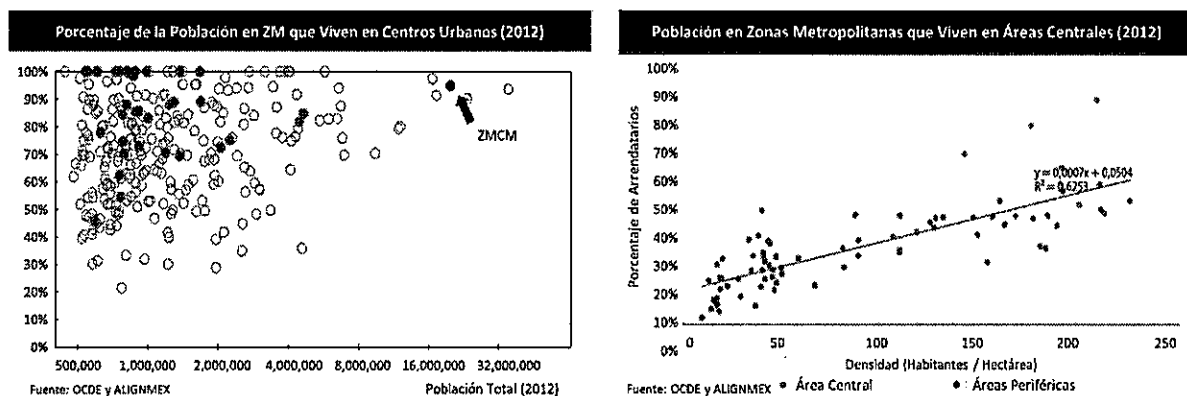 Porcentaje de la Población en ZM que Viven en Centros Urbanos (2012)
100%
90%
80%
70%
60%
50%
40%
30%
20%
10%
0%
ZMCM
500,000 1,000,000 2,000,000 4,000,000 8,000,000 16,000,000 32,000,000
Fuente: OCDE y ALIGNMEX
Población Total (2012)
Población en Zonas Metropolitanas que Viven en Áreas Centrales (2012)
Porcentaje de Arrendatarios
100%
90%
80%
70%
60%
50%
40%
30%
20%
10%
0%
y = 0,0007x + 0,0504
R² = 0,6253
0 50 100 150 200 250
Densidad (Habitantes / Hectárea)
Fuente: OCDE y ALIGNMEX
Área Central
Áreas Periféricas